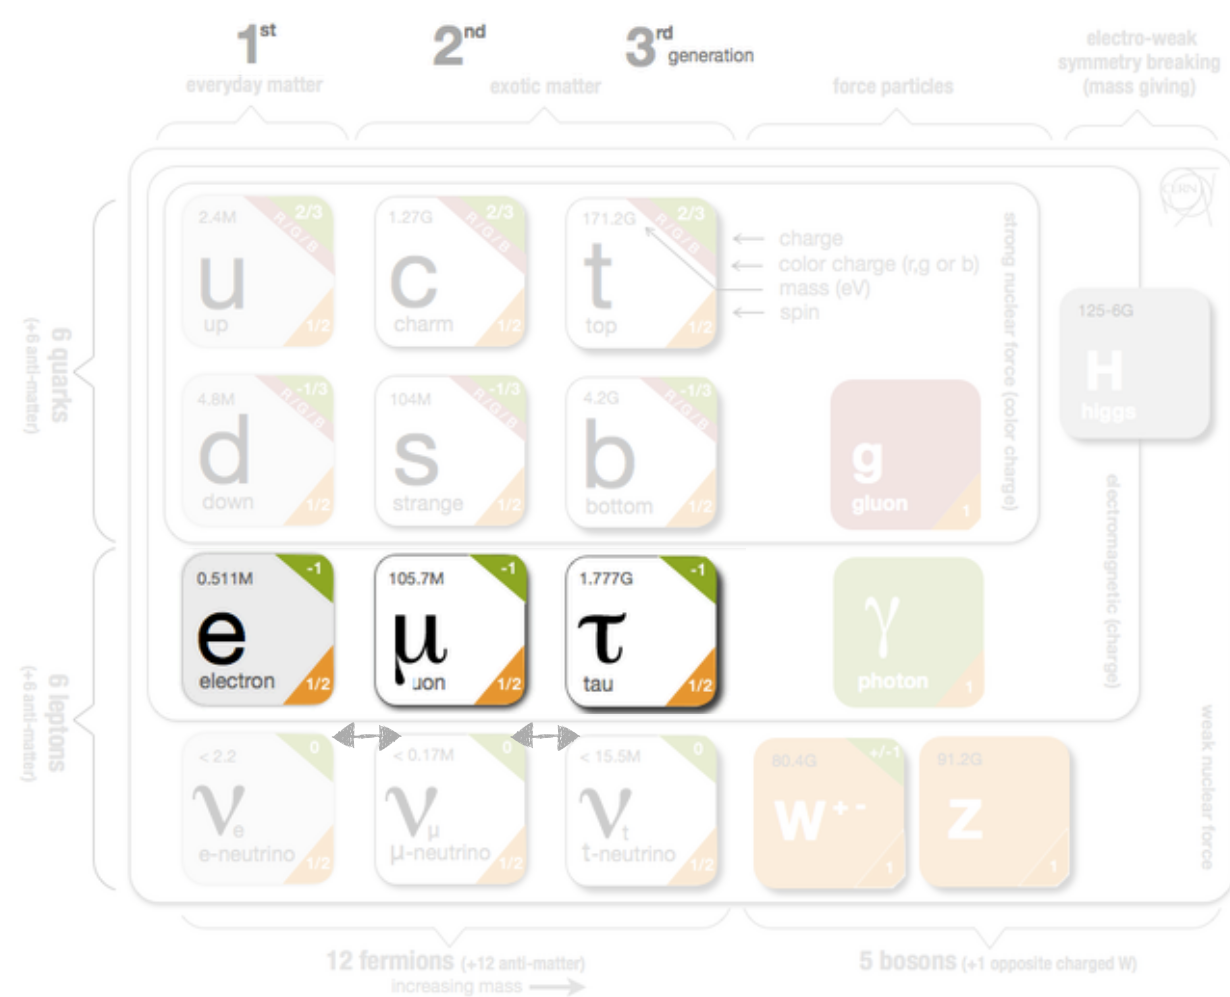 1st
2nd
3rd generation
everyday matter
exotic matter
force particles
electro-weak
symmetry breaking
(mass giving)
CERN
6 quarks
(+6 anti-matter)
2.4M
2/3
R/G/B
u
up
1/2
1.27G
2/3
R/G/B
c
charm
1/2
171.2G
2/3
R/G/B
t
top
1/2
charge
color charge (r,g or b)
mass (eV)
spin
strong nuclear force (color charge)
125-6G
H
higgs
4.8M
-1/3
R/G/B
d
down
1/2
104M
-1/3
R/G/B
s
strange
1/2
4.2G
-1/3
R/G/B
b
bottom
1/2
g
gluon
1
electromagnetic (charge)
6 leptons
(+6 anti-matter)
0.511M
-1
e
electron
1/2
105.7M
-1
μ
uon
1/2
1.777G
-1
τ
tau
1/2
γ
photon
1
weak nuclear force
< 2.2
0
νe
e-neutrino
1/2
< 0.17M
0
νμ
μ-neutrino
1/2
< 15.5M
0
νt
t-neutrino
1/2
80.4G
+/-1
W+-
1
91.2G
Z
1
12 fermions (+12 anti-matter)
increasing mass
5 bosons (+1 opposite charged W)